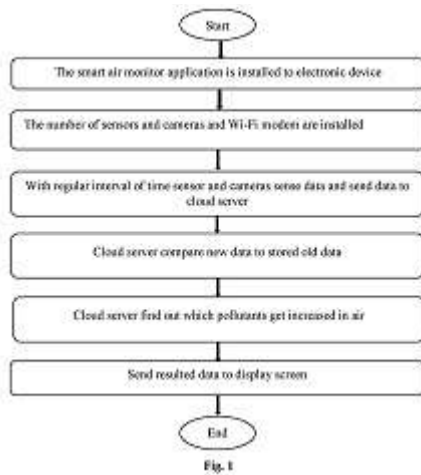 Start
The smart air monitor application is installed to electronic device
The number of sensors and cameras and Wi-Fi modem are installed
With regular interval of time sensor and cameras sense data and send data to
cloud server
Cloud server compare new data to stored old data
Cloud server find out which pollutants get increased in air
Send resulted data to display screen
End
Fig. 1